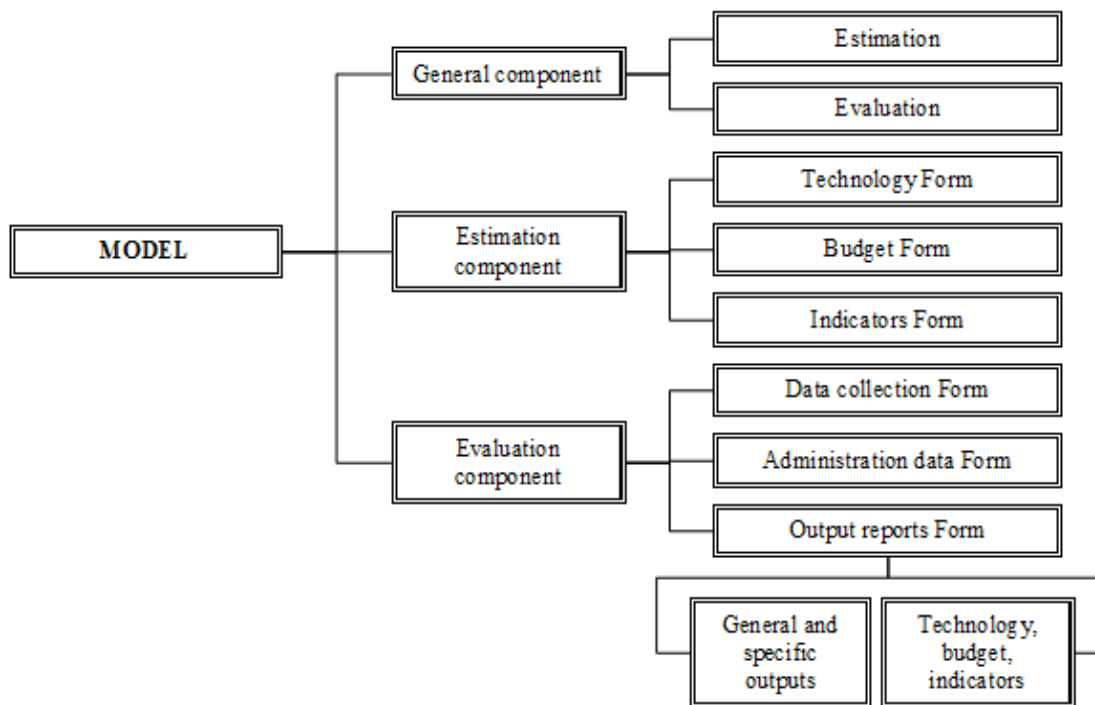 MODEL
General component
Estimation
Evaluation
Estimation
component
Technology Form
Budget Form
Indicators Form
Evaluation
component
Data collection Form
Administration data Form
Output reports Form
General and
specific
outputs
Technology,
budget,
indicators